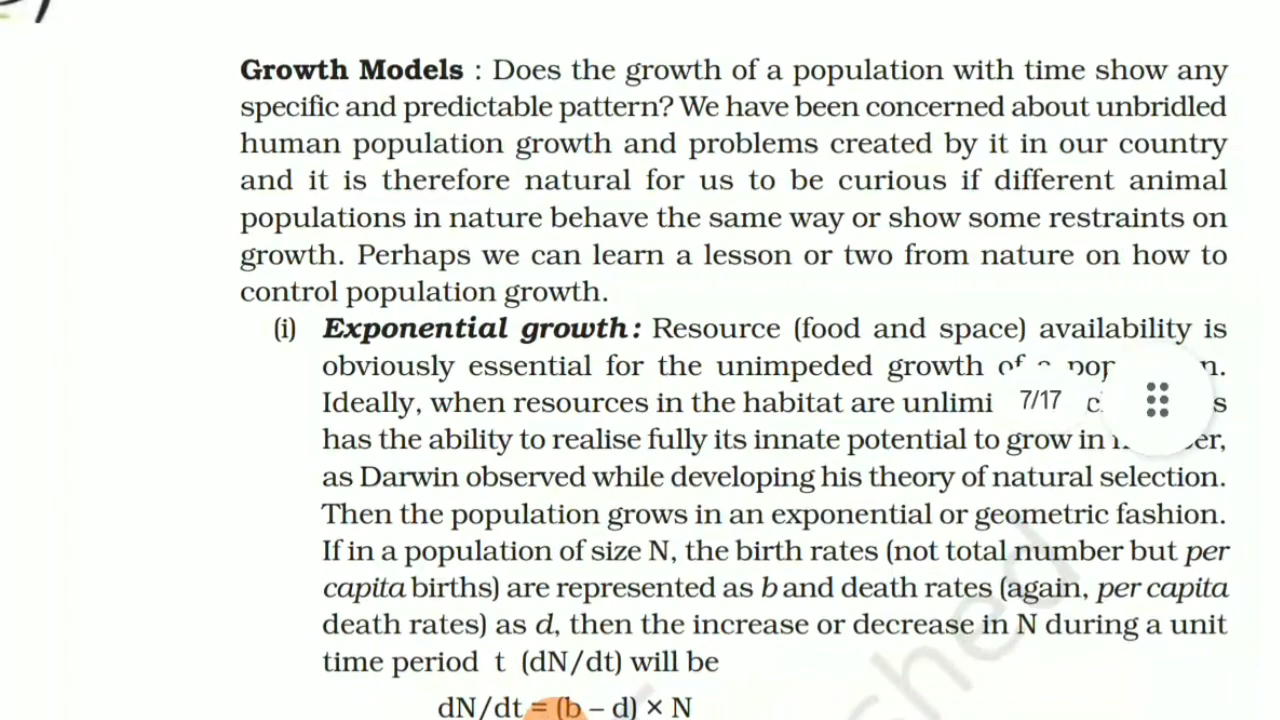 Growth Models : Does the growth of a population with time show any
specific and predictable pattern? We have been concerned about unbridled
human population growth and problems created by it in our country
and it is therefore natural for us to be curious if different animal
populations in nature behave the same way or show some restraints on
growth. Perhaps we can learn a lesson or two from nature on how to
control population growth.
(i) Exponential growth: Resource (food and space) availability is
obviously essential for the unimpeded growth of a
Ideally, when resources in the habitat are
7/17
has the ability to realise fully its innate potential to grow in
as Darwin observed while developing his theory of natural selection.
Then the population grows in an exponential or geometric fashion.
If in a population of size N, the birth rates (not total number but per
capita births) are represented as b and death rates (again, per capita
death rates) as d, then the increase or decrease in N during a unit
time period t (dN/dt) will be
dN/dt = (b – d) × N